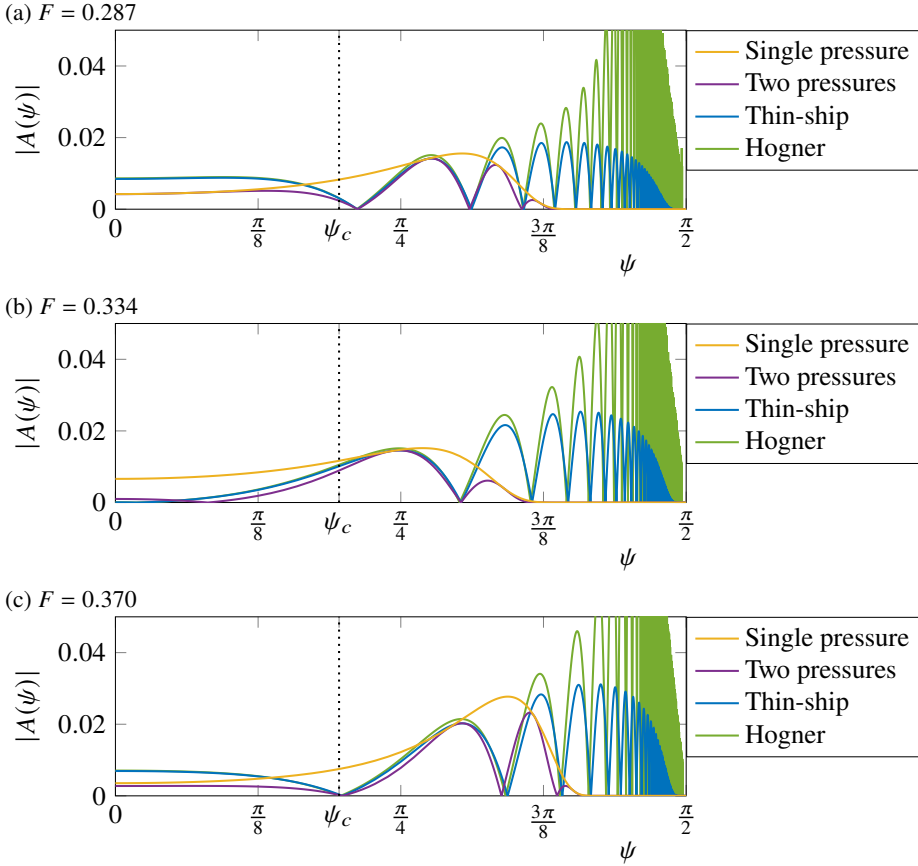 (a) F = 0.287
|A(ψ)|
0.04
0.02
0
0 π/8 ψc π/4 3π/8 π/2
ψ
Single pressure
Two pressures
Thin-ship
Hogner
(b) F = 0.334
|A(ψ)|
0.04
0.02
0
0 π/8 ψc π/4 3π/8 π/2
ψ
Single pressure
Two pressures
Thin-ship
Hogner
(c) F = 0.370
|A(ψ)|
0.04
0.02
0
0 π/8 ψc π/4 3π/8 π/2
ψ
Single pressure
Two pressures
Thin-ship
Hogner